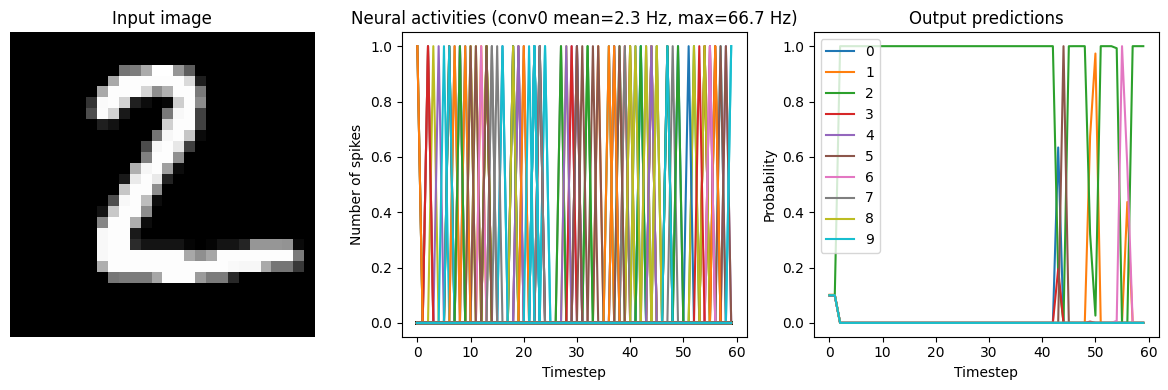 Input image
2
Neural activities (conv0 mean=2.3 Hz, max=66.7 Hz)
Number of spikes
1.0
0.8
0.6
0.4
0.2
0.0
0 10 20 30 40 50 60
Timestep
Output predictions
Probability
1.0
0.8
0.6
0.4
0.2
0.0
0
1
2
3
4
5
6
7
8
9
0 10 20 30 40 50 60
Timestep